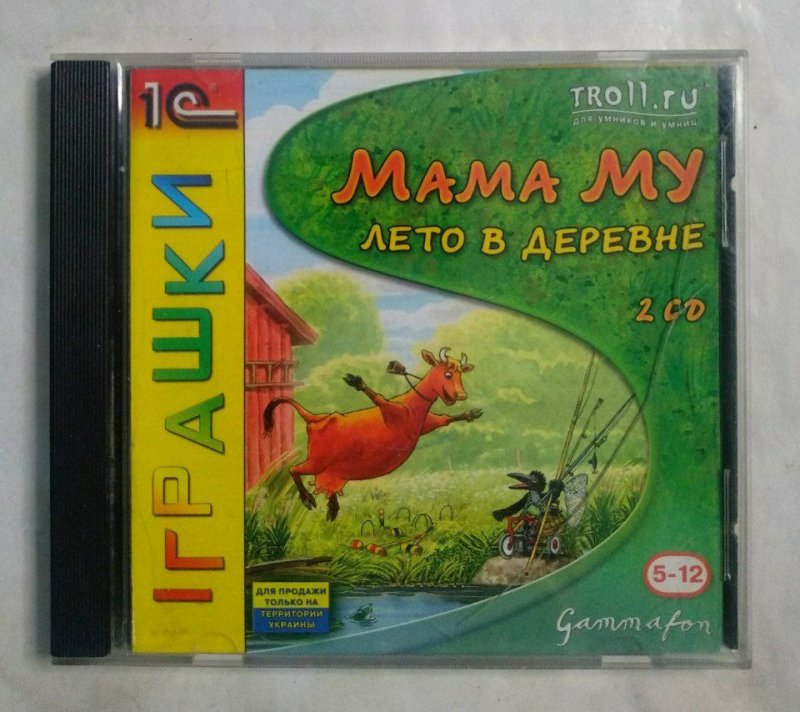 1С
ІГРАШКИ
TROLL.RU
для умников и умниц
МАМА МУ
ЛЕТО В ДЕРЕВНЕ
2 CD
5-12
ДЛЯ ПРОДАЖИ
ТОЛЬКО НА
ТЕРРИТОРИИ
УКРАИНЫ
Gammafon